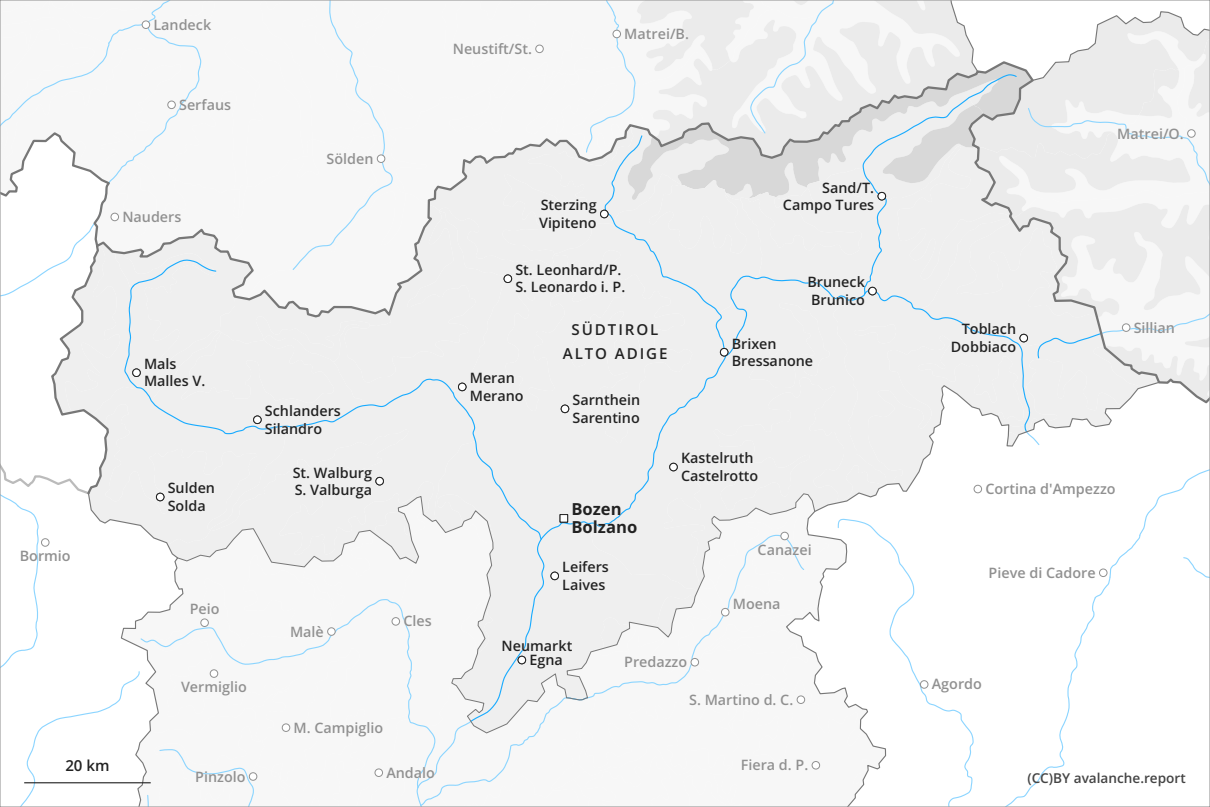 Landeck
Neustift/St.
Matrei/B.
Serfaus
Matrei/O.
Sölden
Nauders
Sand/T.
Campo Tures
Sterzing
Vipiteno
St. Leonhard/P.
S. Leonardo i. P.
Bruneck
Brunico
SÜDTIROL
ALTO ADIGE
Toblach
Dobbiaco
Sillian
Brixen
Bressanone
Mals
Malles V.
Meran
Merano
Schlanders
Silandro
Sarnthein
Sarentino
Kastelruth
Castelrotto
St. Walburg
S. Valburga
Sulden
Solda
Cortina d'Ampezzo
Bozen
Bolzano
Bormio
Canazei
Leifers
Laives
Pieve di Cadore
Peio
Moena
Malè
Cles
Neumarkt
Egna
Predazzo
Vermiglio
Agordo
S. Martino d. C.
M. Campiglio
20 km
Pinzolo
Andalo
Fiera d. P.
(CC)BY avalanche.report